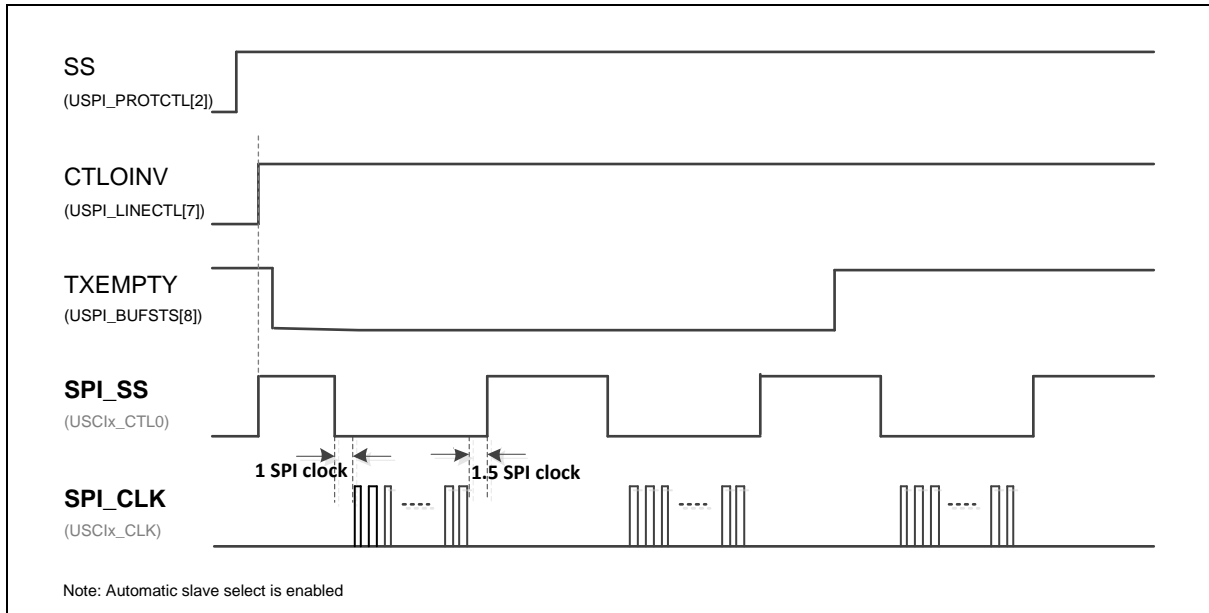 SS
(USPI_PROTCTL[2])
CTLOINV
(USPI_LINECTL[7])
TXEMPTY
(USPI_BUFSTS[8])
SPI_SS
(USCIx_CTL0)
1 SPI clock
1.5 SPI clock
SPI_CLK
(USCIx_CLK)
Note: Automatic slave select is enabled